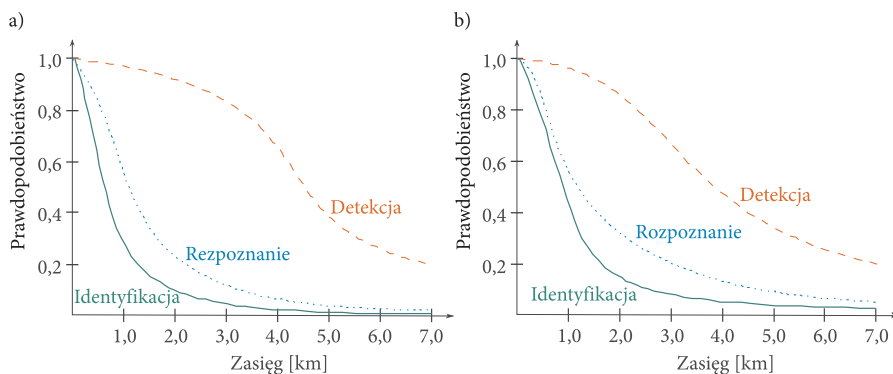 a)
Prawdopodobieństwo
1,0
0,8
0,6
0,4
0,2
Detekcja
Rezpoznanie
Identyfikacja
1,0 2,0 3,0 4,0 5,0 6,0 7,0
Zasięg [km]
b)
Prawdopodobieństwo
1,0
0,8
0,6
0,4
0,2
Detekcja
Rozpoznanie
Identyfikacja
1,0 2,0 3,0 4,0 5,0 6,0 7,0
Zasięg [km]